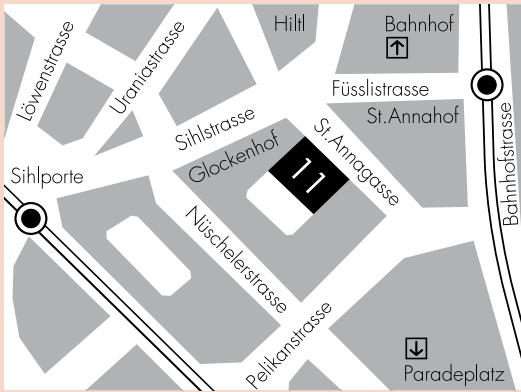 Hiltl
Bahnhof
Löwenstrasse
Uraniastrasse
Füsslistrasse
St.Annahof
Sihlstrasse
St.Annagasse
Bahnhofstrasse
Glockenhof
11
Sihlporte
Nüschelerstrasse
Pelikanstrasse
Paradeplatz